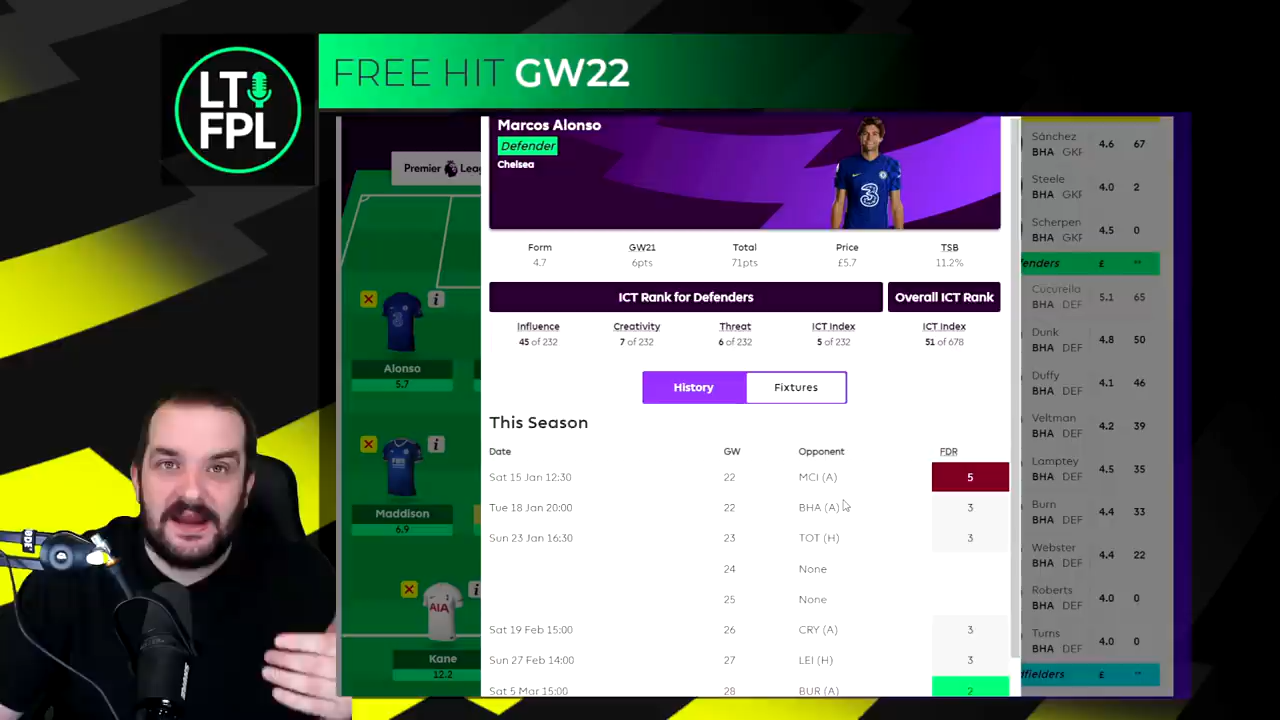 LT
FPL
FREE HIT GW22
Marcos Alonso
Defender
Chelsea
Form GW21 Total Price TSB
4.7 6pts 71pts £5.7 11.2%
ICT Rank for Defenders Overall ICT Rank
Influence Creativity Threat ICT Index ICT Index
45 of 232 7 of 232 6 of 232 5 of 232 51 of 678
History Fixtures
This Season
Date GW Opponent FDR
Sat 15 Jan 12:30 22 MCI (A) 5
Tue 18 Jan 20:00 22 BHA (A) 3
Sun 23 Jan 16:30 23 TOT (H) 3
24 None
25 None
Sat 19 Feb 15:00 26 CRY (A) 3
Sun 27 Feb 14:00 27 LEI (H) 3
Sat 5 Mar 15:00 28 BUR (A) 2
Premier Leag
3
i
Alonso
5.7
i
Maddison
6.9
AIA
Kane
12.2
Sánchez 4.6 67
BHA GKP
Steele 4.0 2
BHA GKP
Scherpen 4.5 0
BHA GKP
fenders £ **
Cucurella 5.1 65
BHA DEF
Dunk 4.8 50
BHA DEF
Duffy 4.1 46
BHA DEF
Veltman 4.2 39
BHA DEF
Lamptey 4.5 35
BHA DEF
Burn 4.4 33
BHA DEF
Webster 4.4 22
BHA DEF
Roberts 4.0 0
BHA DEF
Turns 4.0 0
BHA DEF
dfielders £ **